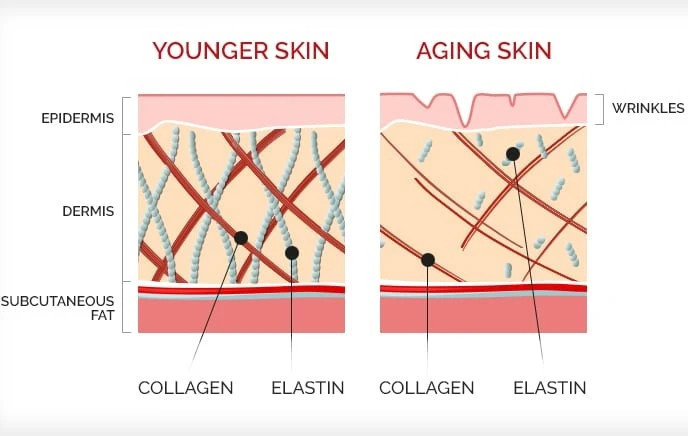 YOUNGER SKIN
AGING SKIN
EPIDERMIS
WRINKLES
DERMIS
SUBCUTANEOUS
FAT
COLLAGEN
ELASTIN
COLLAGEN
ELASTIN